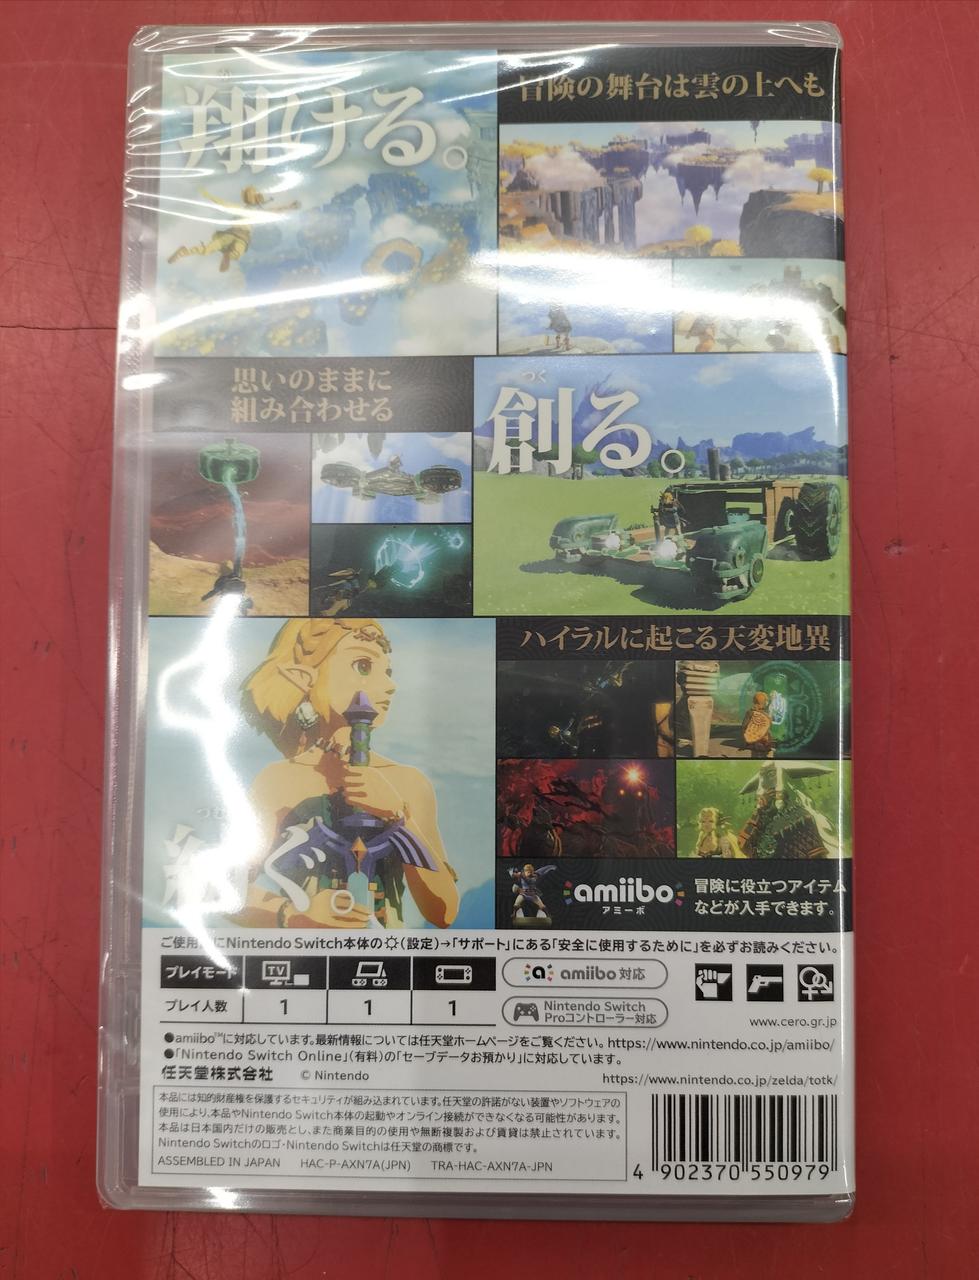 翔ける。
冒険の舞台は雲の上へも
思いのままに
組み合わせる
つく
創る。
ハイラルに起こる天変地異
つむ
紡ぐ。
amiibo
アミーボ
冒険に役立つアイテム
などが入手できます。
ご使用前にNintendo Switch本体の(設定)→「サポート」にある「安全に使用するために」を必ずお読みください。
プレイモード TV
プレイ人数 1 1 1
amiibo 対応
Nintendo Switch
Proコントローラー対応
www.cero.gr.jp
●amiibo™に対応しています。最新情報については任天堂ホームページをご覧ください。https://www.nintendo.co.jp/amiibo/
●「Nintendo Switch Online」(有料)の「セーブデータお預かり」に対応しています。
任天堂株式会社 © Nintendo
https://www.nintendo.co.jp/zelda/totk/
本品には知的財産権を保護するセキュリティが組み込まれています。任天堂の許諾がない装置やソフトウェアの
使用により、本品やNintendo Switch本体の起動やオンライン接続ができなくなる可能性があります。
本品は日本国内だけの販売とし、また商業目的の使用や無断複製および賃貸は禁止されています。
Nintendo Switchのロゴ・Nintendo Switchは任天堂の商標です。
ASSEMBLED IN JAPAN HAC-P-AXN7A(JPN) TRA-HAC-AXN7A-JPN
4 902370 550979